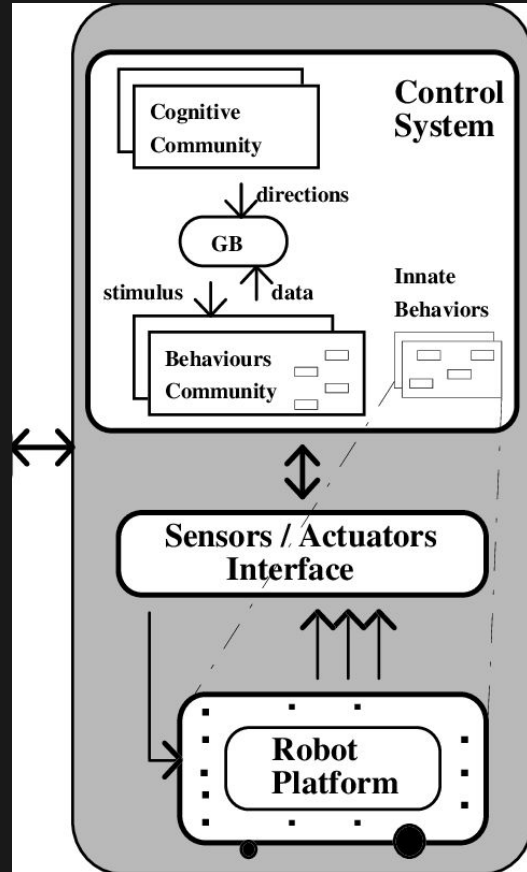 Control
System
Cognitive
Community
directions
GB
stimulus
data
Innate
Behaviors
Behaviours
Community
Sensors / Actuators
Interface
Robot
Platform